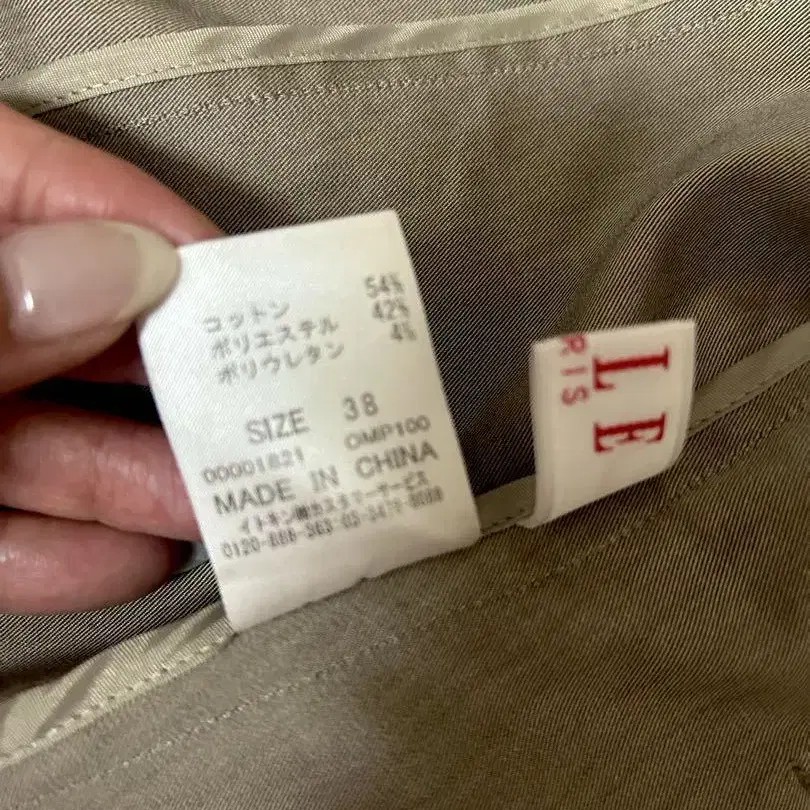 コットン 54%
ポリエステル 42%
ポリウレタン 4%
SIZE 38
00001821 OMP100
MADE IN CHINA
イトキン㈱カスタマーサービス
LE
RIS